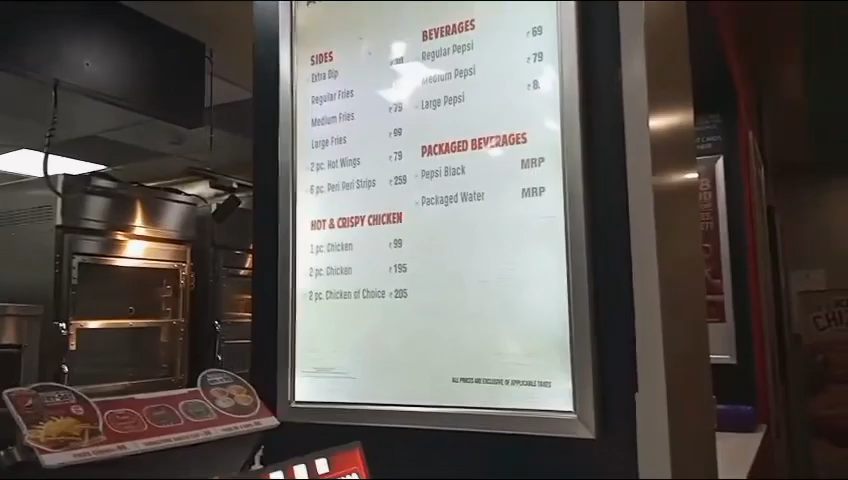 SIDES
Extra Dip
Regular Fries ₹ 79
Medium Fries ₹ 99
Large Fries
2 pc. Hot Wings ₹ 79
6 pc. Peri Peri Strips ₹ 259
HOT & CRISPY CHICKEN
1 pc. Chicken ₹ 99
2 pc. Chicken ₹ 195
2 pc. Chicken of Choice ₹ 205
BEVERAGES
Regular Pepsi ₹ 69
Medium Pepsi ₹ 79
Large Pepsi
PACKAGED BEVERAGES
Pepsi Black MRP
Packaged Water MRP
ALL PRICES ARE EXCLUSIVE OF APPLICABLE TAXES